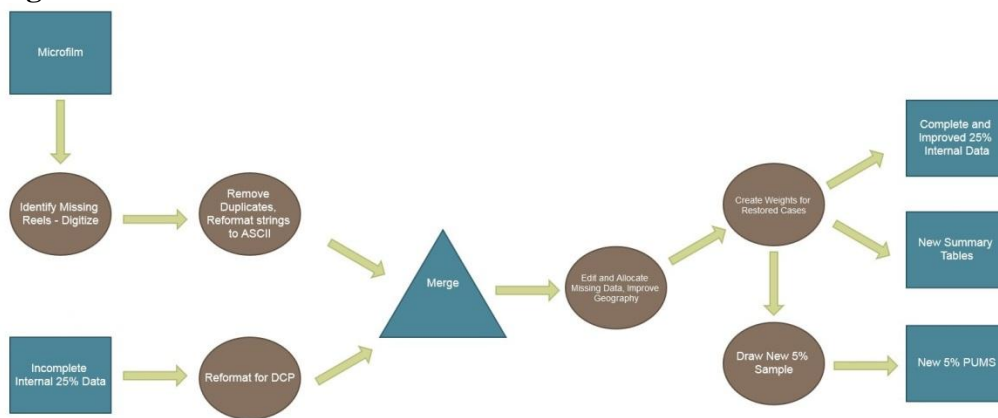 Microfilm
Identify Missing
Reels - Digitize
Remove
Duplicates,
Reformat strings
to ASCII
Incomplete
Internal 25% Data
Reformat for DCP
Merge
Edit and Allocate
Missing Data, Improve
Geography
Create Weights for
Restored Cases
Draw New 5%
Sample
Complete and
Improved 25%
Internal Data
New Summary
Tables
New 5% PUMS